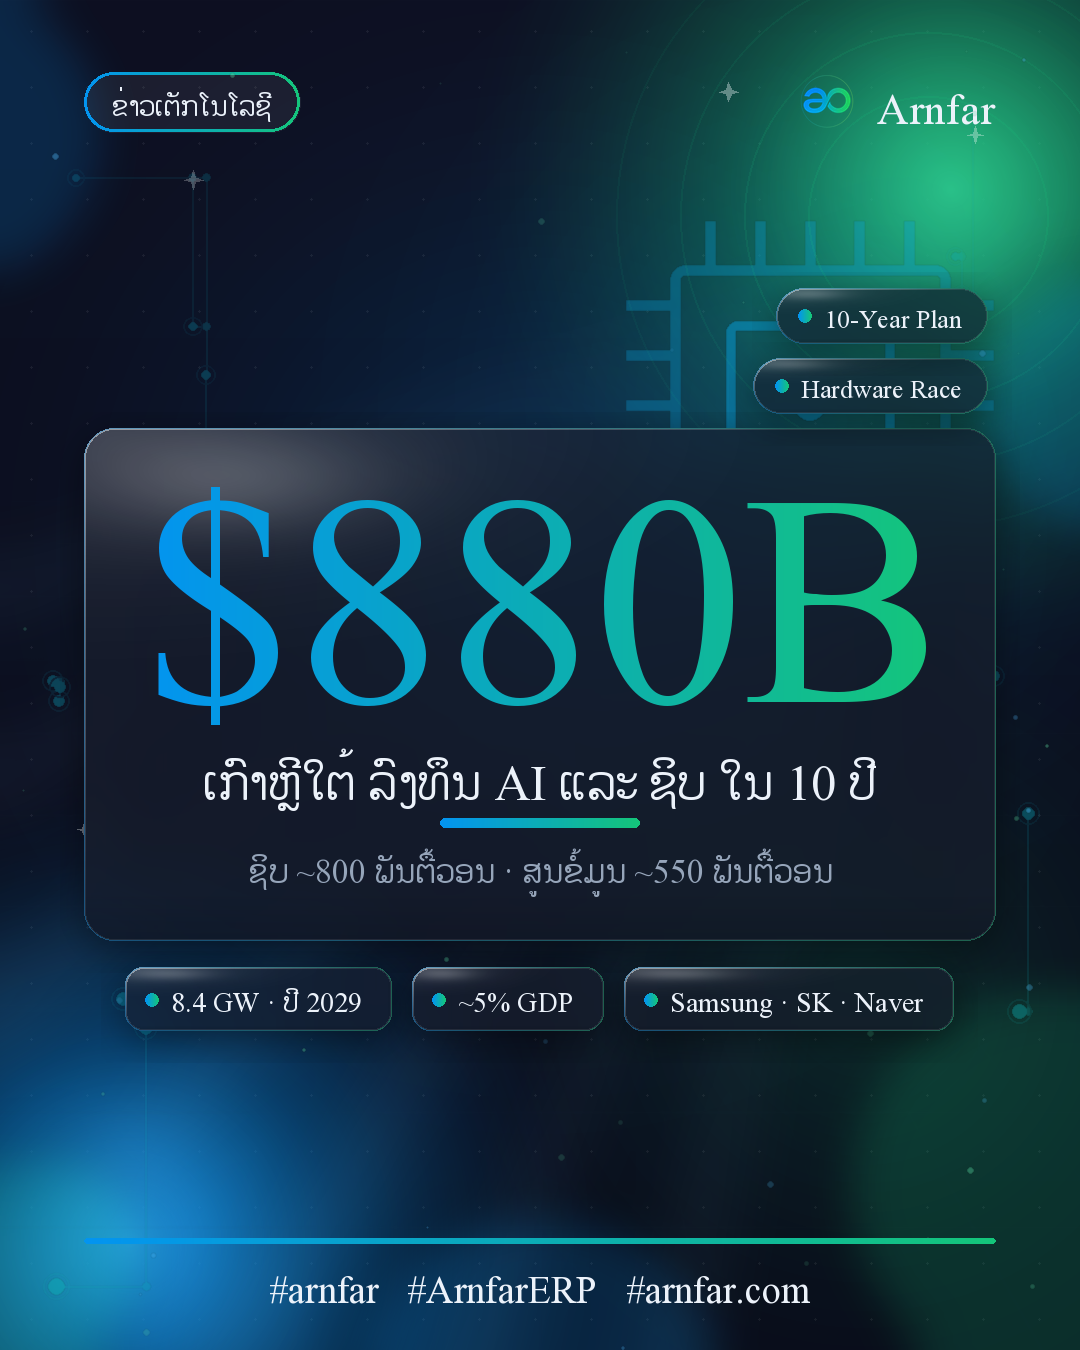 ຂ່າວເຕັກໂນໂລຊີ
Arnfar
10-Year Plan
Hardware Race
$880B
ເກົາຫຼີໃຕ້ ລົງທຶນ AI ແລະ ຊິບ ໃນ 10 ປີ
ຊິບ ~800 ພັນຕື້ວອນ · ສູນຂໍ້ມູນ ~550 ພັນຕື້ວອນ
8.4 GW · ປີ 2029
~5% GDP
Samsung · SK · Naver
#arnfar #ArnfarERP #arnfar.com